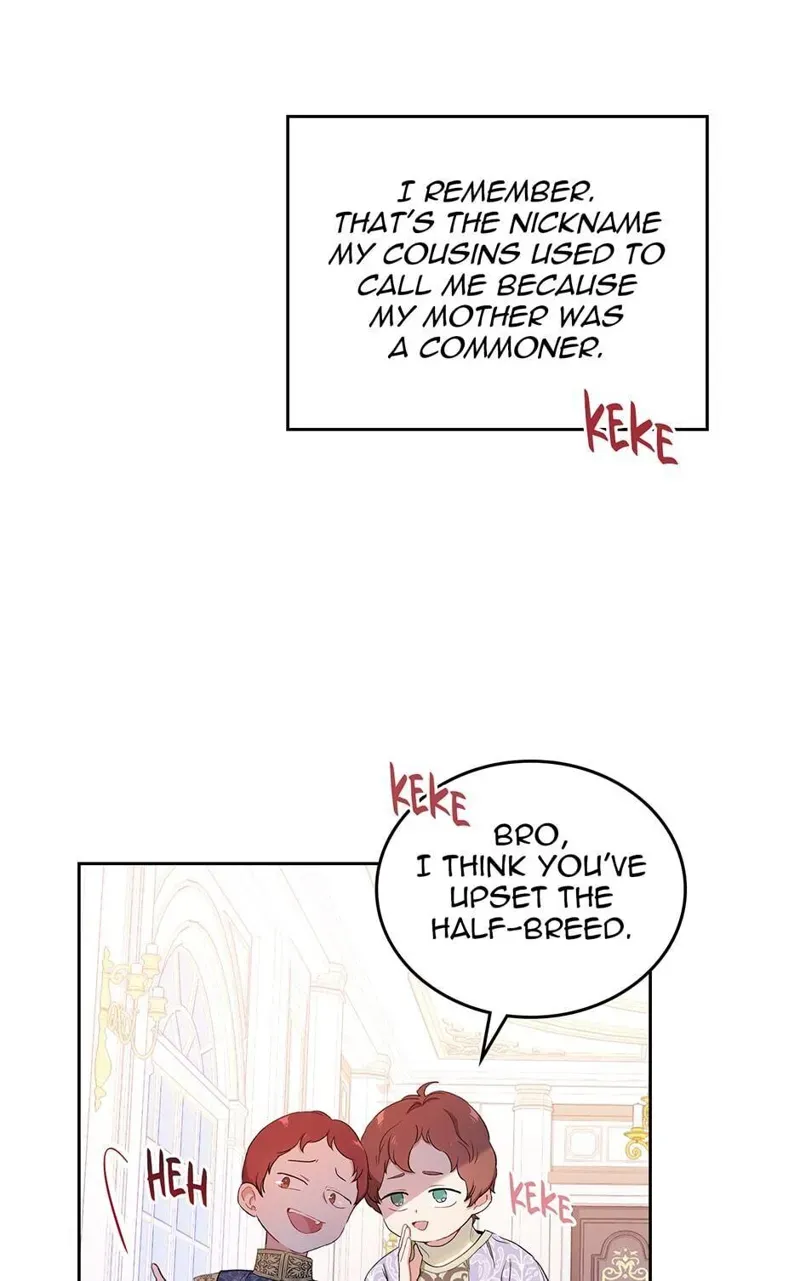 I REMEMBER.
THAT'S THE NICKNAME
MY COUSINS USED TO
CALL ME BECAUSE
MY MOTHER WAS
A COMMONER.
KEKE
KEKE
BRO,
I THINK YOU'VE
UPSET THE
HALF-BREED.
HEH
KEKE